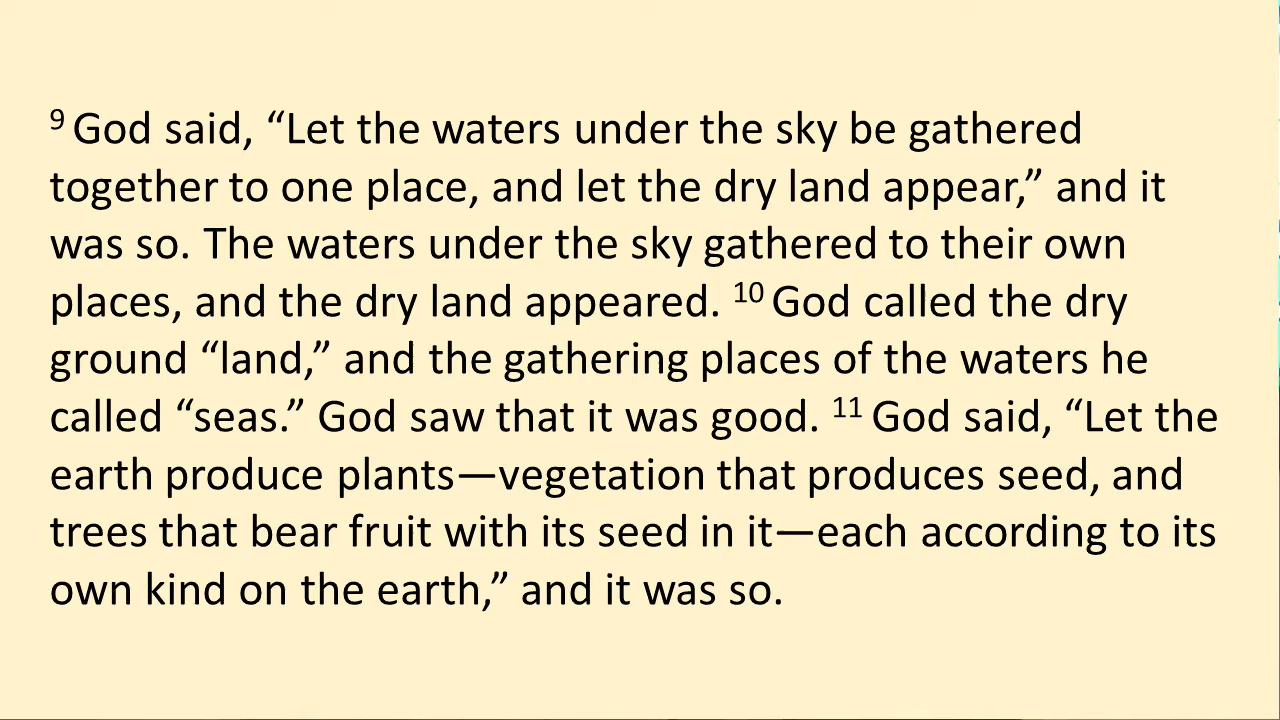 ⁹ God said, “Let the waters under the sky be gathered
together to one place, and let the dry land appear,” and it
was so. The waters under the sky gathered to their own
places, and the dry land appeared. ¹⁰ God called the dry
ground “land,” and the gathering places of the waters he
called “seas.” God saw that it was good. ¹¹ God said, “Let the
earth produce plants—vegetation that produces seed, and
trees that bear fruit with its seed in it—each according to its
own kind on the earth,” and it was so.